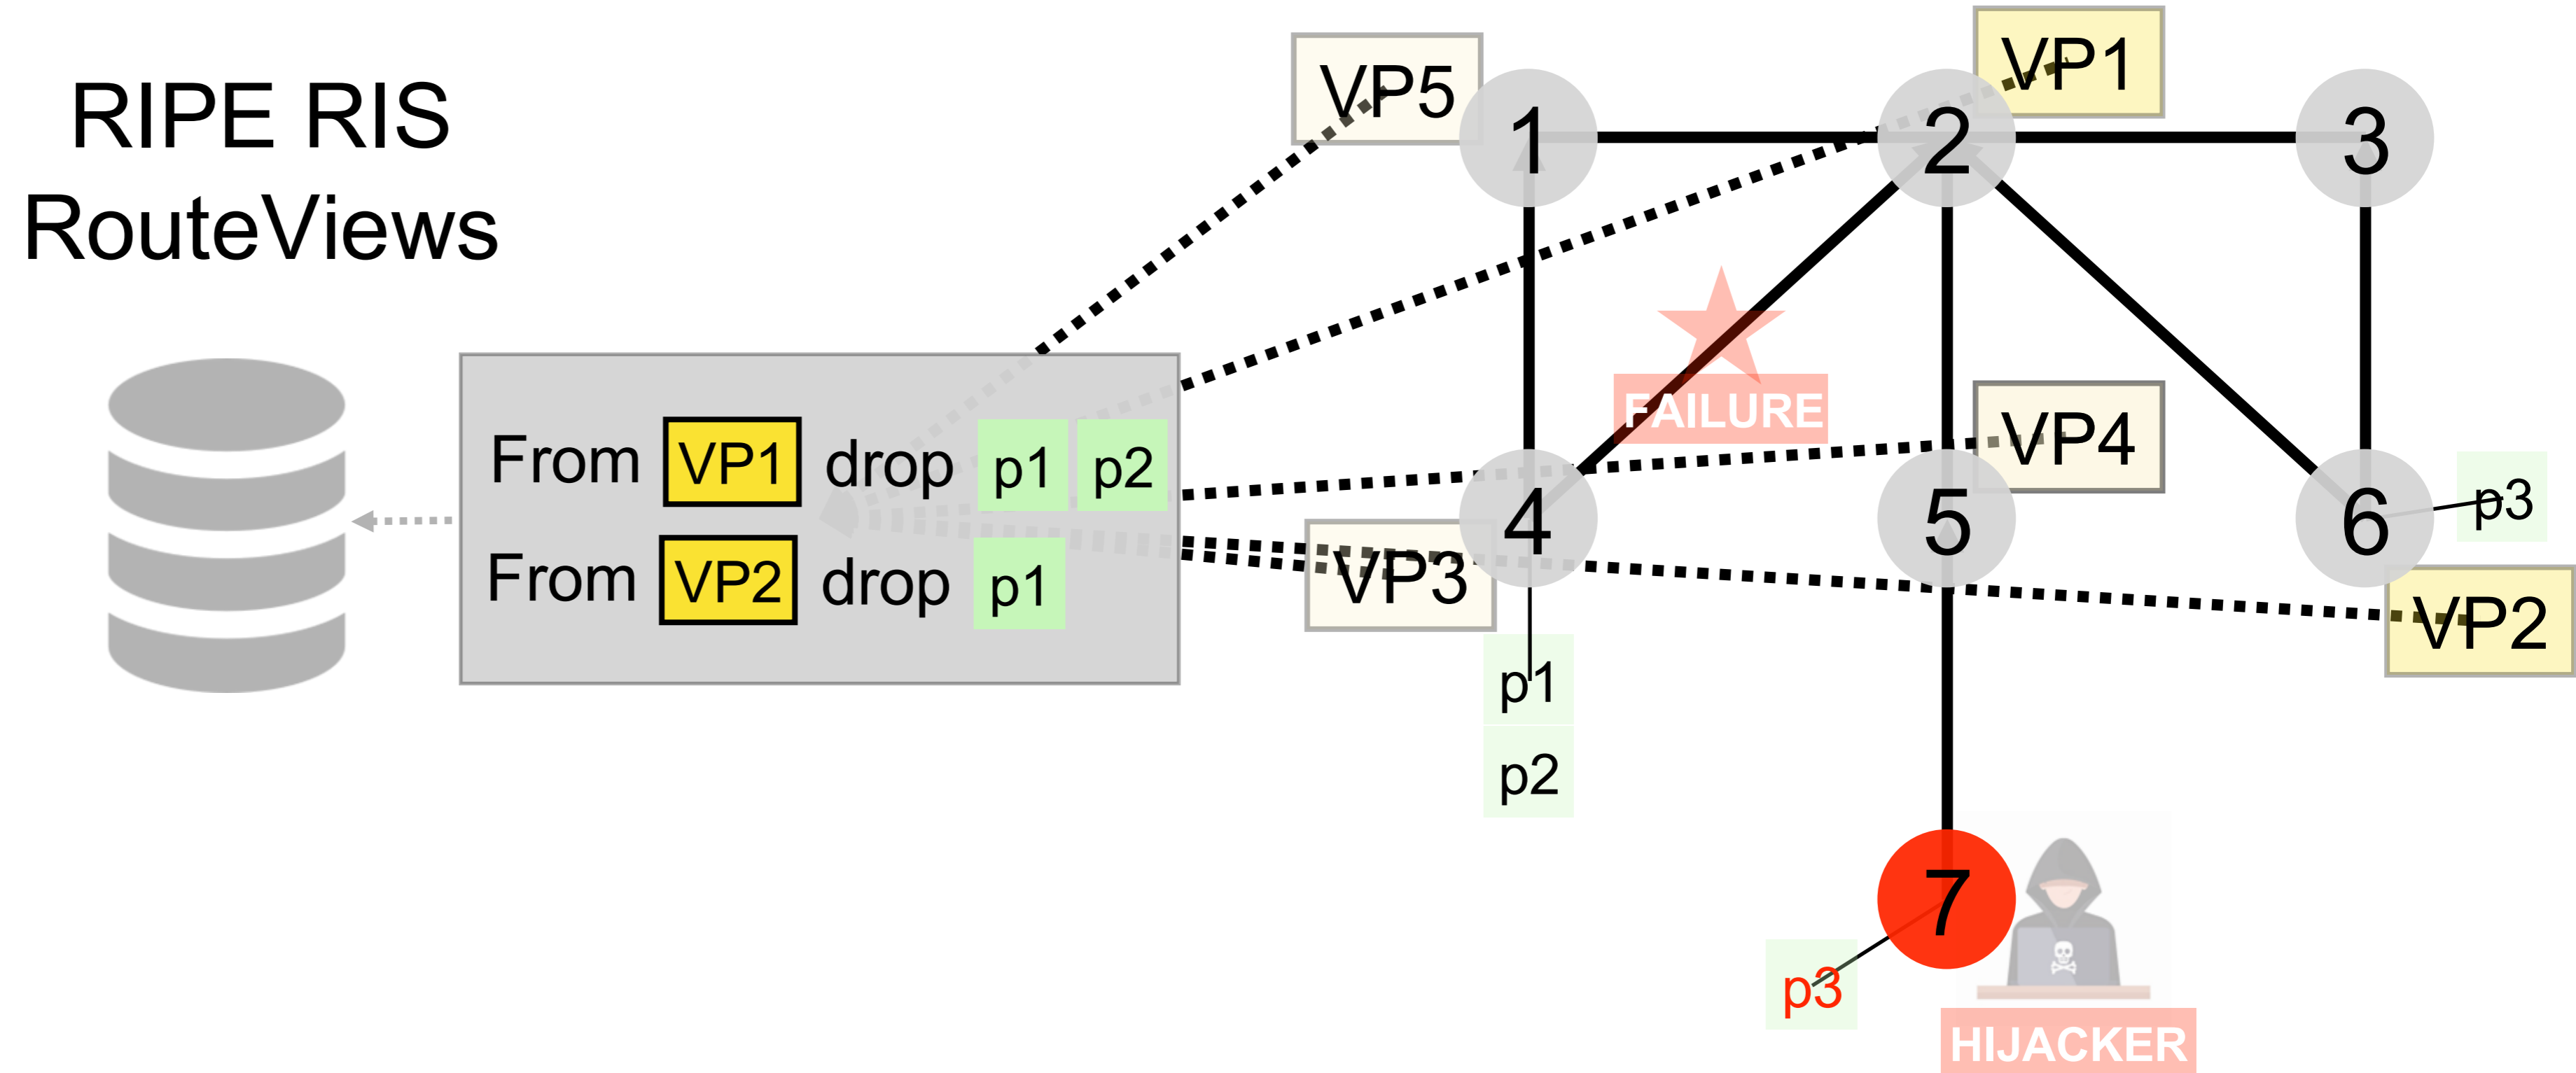 RIPE RIS
RouteViews
From VP1 drop p1 p2
From VP2 drop p1
VP5
VP1
1
2
3
FAILURE
VP4
4
5
6
p3
VP3
VP2
p1
p2
7
p3
HIJACKER